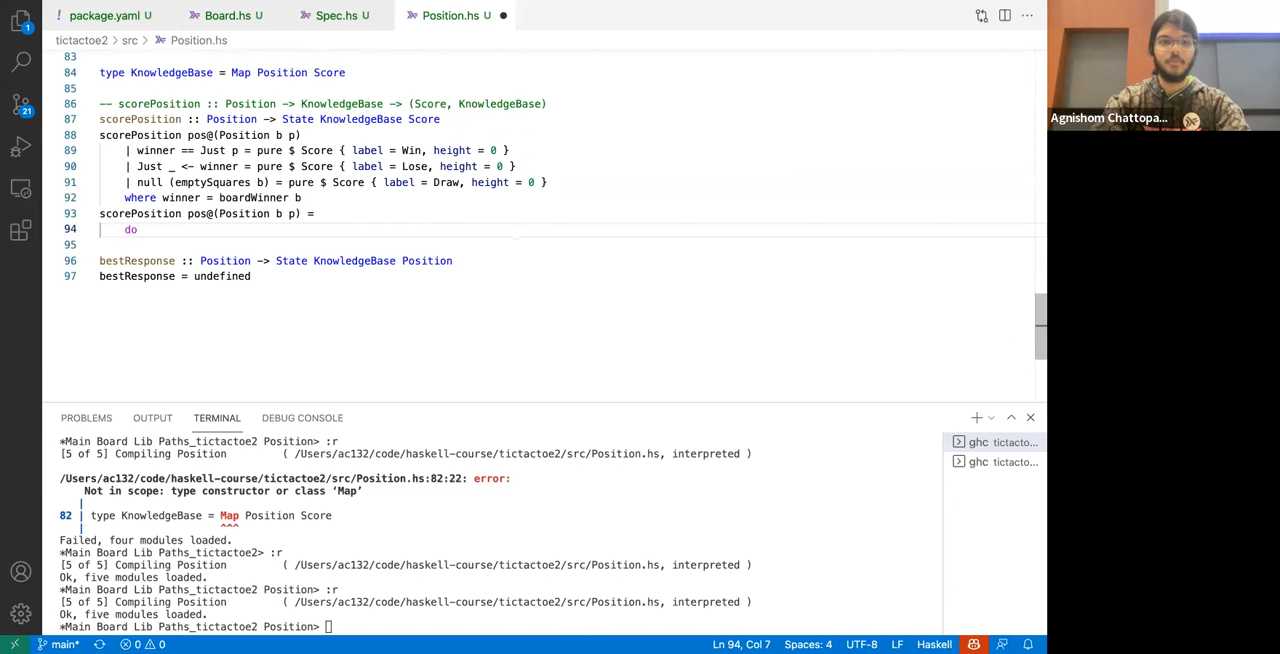 ! package.yaml U
Board.hs U
Spec.hs U
Position.hs U
tictactoe2 > src > Position.hs
83
84 type KnowledgeBase = Map Position Score
85
86 -- scorePosition :: Position -> KnowledgeBase -> (Score, KnowledgeBase)
87 scorePosition :: Position -> State KnowledgeBase Score
88 scorePosition pos@(Position b p)
89 | winner == Just p = pure $ Score { label = Win, height = 0 }
90 | Just _ <- winner = pure $ Score { label = Lose, height = 0 }
91 | null (emptySquares b) = pure $ Score { label = Draw, height = 0 }
92 where winner = boardWinner b
93 scorePosition pos@(Position b p) =
94 do
95
96 bestResponse :: Position -> State KnowledgeBase Position
97 bestResponse = undefined
1
21
Agnishom Chattopa...
PROBLEMS OUTPUT TERMINAL DEBUG CONSOLE
*Main Board Lib Paths_tictactoe2 Position> :r
[5 of 5] Compiling Position ( /Users/ac132/code/haskell-course/tictactoe2/src/Position.hs, interpreted )
/Users/ac132/code/haskell-course/tictactoe2/src/Position.hs:82:22: error:
Not in scope: type constructor or class ‘Map’
|
82 | type KnowledgeBase = Map Position Score
| ^^^
Failed, four modules loaded.
*Main Board Lib Paths_tictactoe2> :r
[5 of 5] Compiling Position ( /Users/ac132/code/haskell-course/tictactoe2/src/Position.hs, interpreted )
Ok, five modules loaded.
*Main Board Lib Paths_tictactoe2 Position> :r
[5 of 5] Compiling Position ( /Users/ac132/code/haskell-course/tictactoe2/src/Position.hs, interpreted )
Ok, five modules loaded.
*Main Board Lib Paths_tictactoe2 Position>
ghc tictacto...
ghc tictacto...
main* 0 0 Ln 94, Col 7 Spaces: 4 UTF-8 LF Haskell